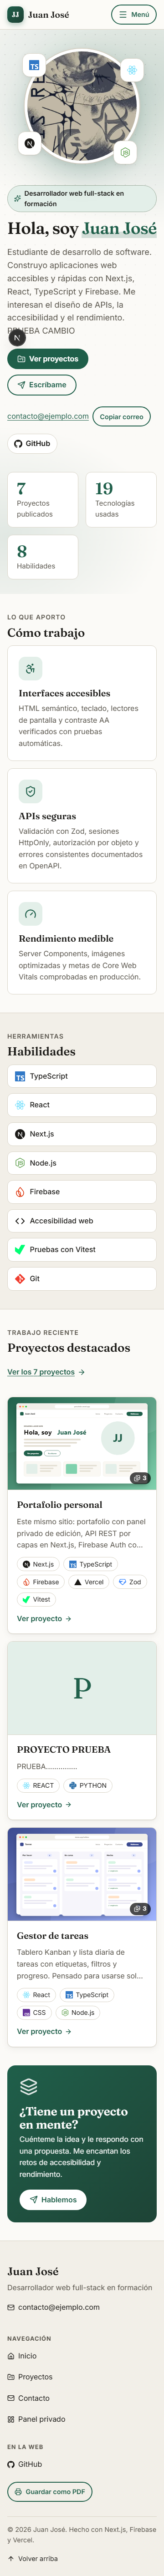 JJ Juan José Menú
TS
JS
Desarrollador web full-stack en
formación
Hola, soy Juan José
Estudiante de desarrollo de software.
Construyo aplicaciones web
accesibles y rápidas con Next.js,
React, TypeScript y Firebase. Me
interesan el diseño de APIs, la
accesibilidad y el rendimiento.
PRUEBA CAMBIO
Ver proyectos
Escríbeme
contacto@ejemplo.com Copiar correo
GitHub
7
Proyectos
publicados
19
Tecnologías
usadas
8
Habilidades
LO QUE APORTO
Cómo trabajo
Interfaces accesibles
HTML semántico, teclado, lectores
de pantalla y contraste AA
verificados con pruebas
automáticas.
APIs seguras
Validación con Zod, sesiones
HttpOnly, autorización por objeto y
errores consistentes documentados
en OpenAPI.
Rendimiento medible
Server Components, imágenes
optimizadas y metas de Core Web
Vitals comprobadas en producción.
HERRAMIENTAS
Habilidades
TypeScript
React
Next.js
Node.js
Firebase
Accesibilidad web
Pruebas con Vitest
Git
TRABAJO RECIENTE
Proyectos destacados
Ver los 7 proyectos →
Hola, soy Juan José
JJ
3
Portafolio personal
Este mismo sitio: portafolio con panel
privado de edición, API REST por
capas en Next.js, Firebase Auth co...
Next.js TypeScript
Firebase Vercel Zod
Vitest
Ver proyecto →
P
PROYECTO PRUEBA
PRUEBA...............
REACT PYTHON
Ver proyecto →
3
Gestor de tareas
Tablero Kanban y lista diaria de
tareas con etiquetas, filtros y
progreso. Pensado para usarse sol...
React TypeScript
CSS Node.js
Ver proyecto →
¿Tiene un proyecto
en mente?
Cuénteme la idea y le respondo con
una propuesta. Me encantan los
retos de accesibilidad y
rendimiento.
Hablemos
Juan José
Desarrollador web full-stack en formación
contacto@ejemplo.com
NAVEGACIÓN
Inicio
Proyectos
Contacto
Panel privado
EN LA WEB
GitHub
Guardar como PDF
© 2026 Juan José. Hecho con Next.js, Firebase
y Vercel.
↑ Volver arriba